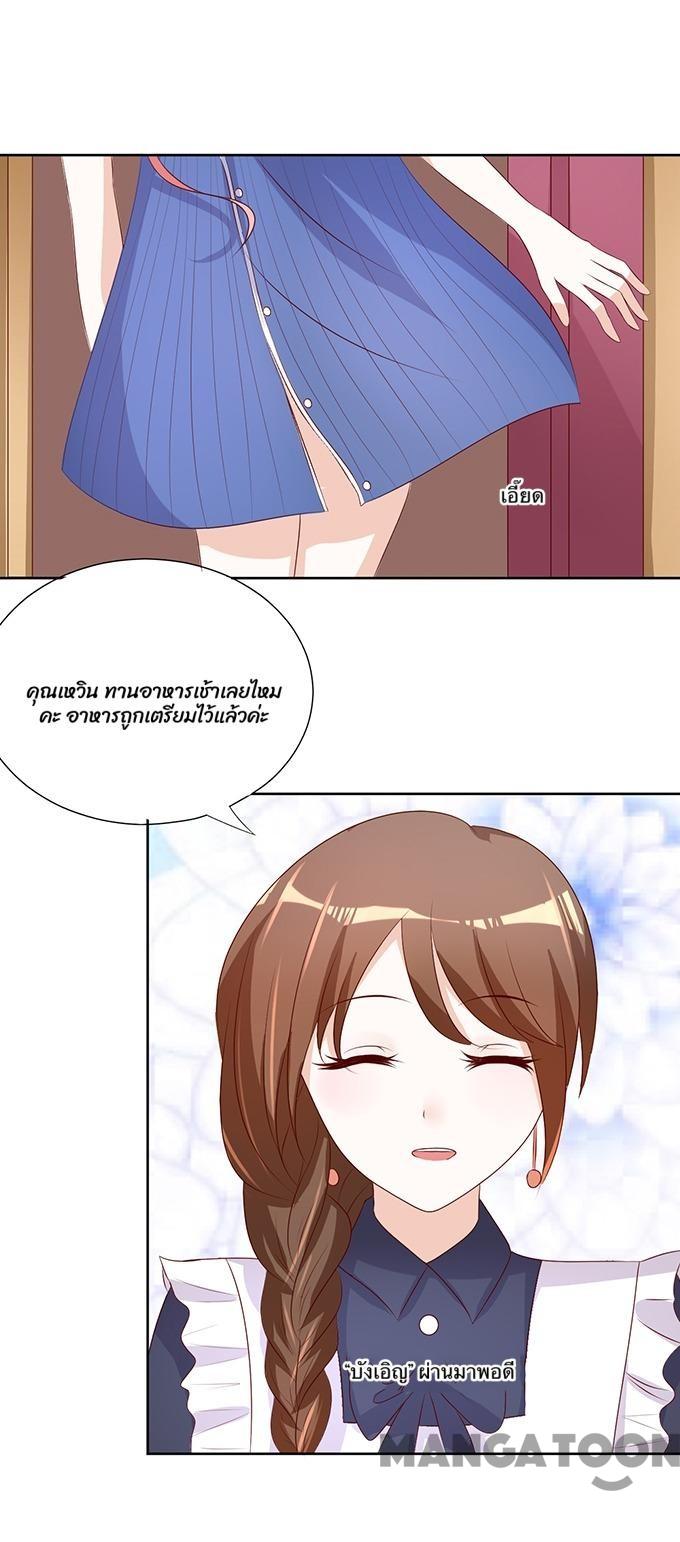 เอี๊ยด
คุณเหวิน ทานอาหารเช้าเลยไหม
คะ อาหารถูกเตรียมไว้แล้วค่ะ
“บังเอิญ” ผ่านมาพอดี
MANGATOON